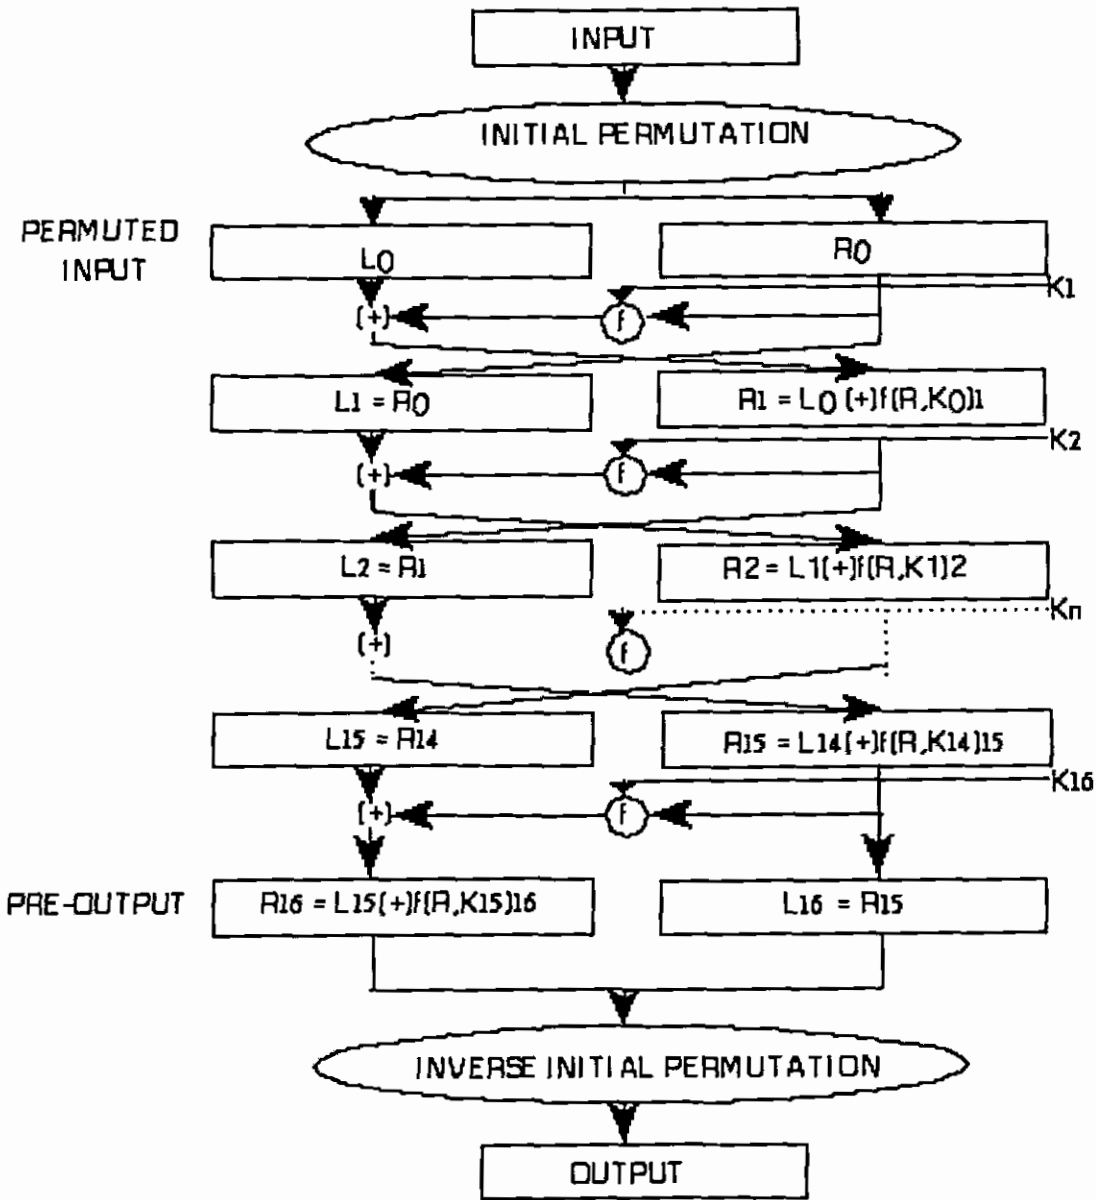 INPUT
INITIAL PERMUTATION
PERMUTED
INPUT
L0
R0
K1
(+)
f
L1 = R0
R1 = L0 (+)f(R,K0)1
K2
(+)
f
L2 = R1
R2 = L1(+)f(R,K1)2
Kn
(+)
f
L15 = R14
R15 = L14(+)f(R,K14)15
K16
(+)
f
PRE-OUTPUT
R16 = L15(+)f(R,K15)16
L16 = R15
INVERSE INITIAL PERMUTATION
OUTPUT